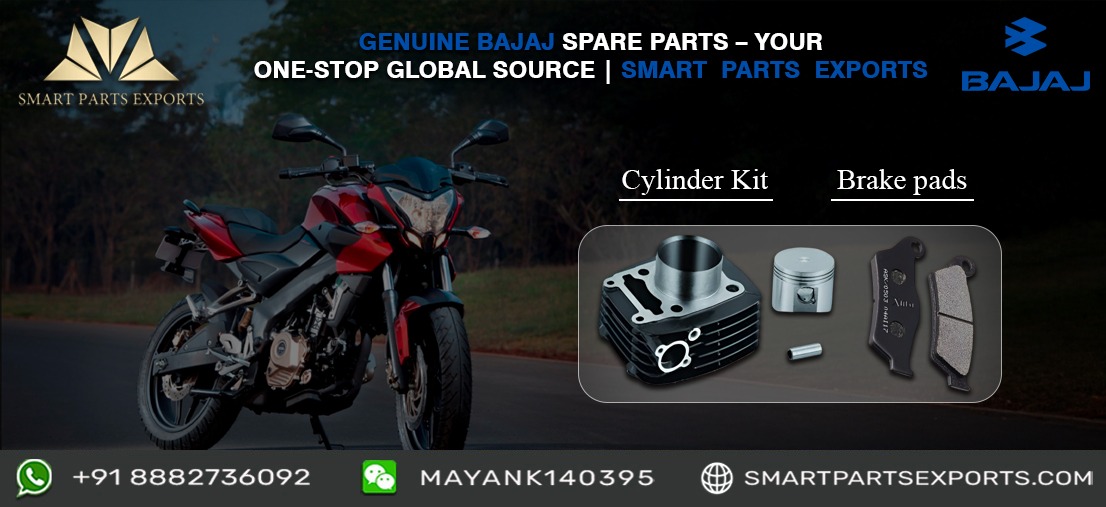 SMART PARTS EXPORTS
GENUINE BAJAJ SPARE PARTS – YOUR
ONE-STOP GLOBAL SOURCE | SMART PARTS EXPORTS
BAJAJ
Cylinder Kit
Brake pads
+91 8882736092
MAYANK140395
SMARTPARTSEXPORTS.COM